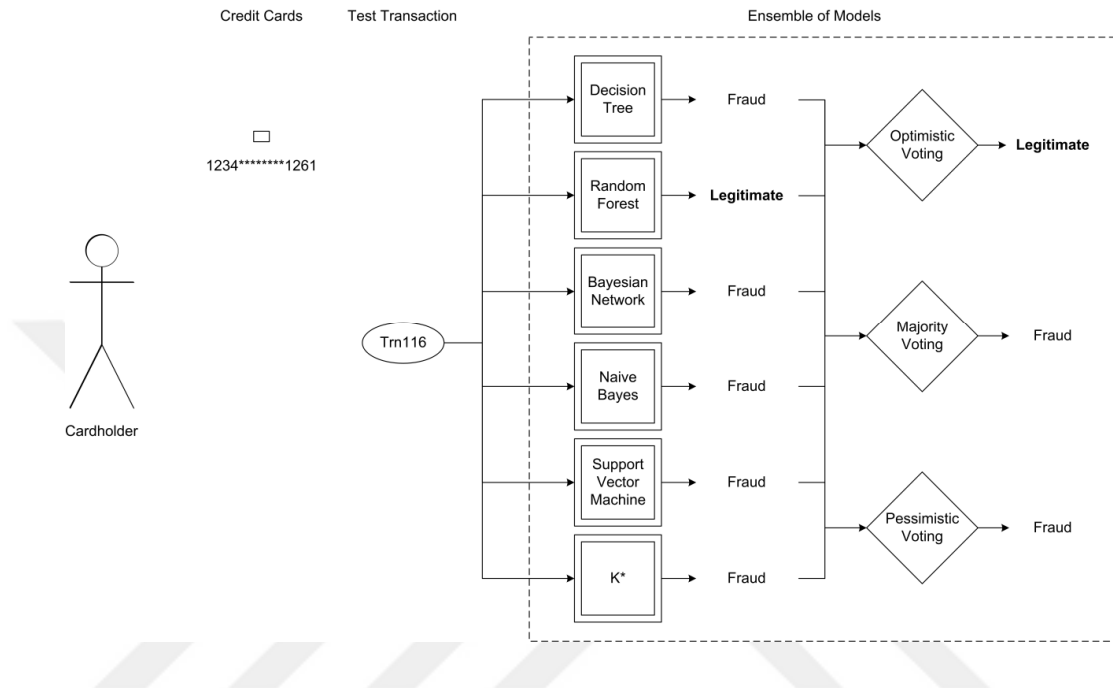 Credit Cards
Test Transaction
Ensemble of Models
1234********1261
Cardholder
Trn116
Decision
Tree
Fraud
Random
Forest
Legitimate
Bayesian
Network
Fraud
Naive
Bayes
Fraud
Support
Vector
Machine
Fraud
K*
Fraud
Optimistic
Voting
Legitimate
Majority
Voting
Fraud
Pessimistic
Voting
Fraud